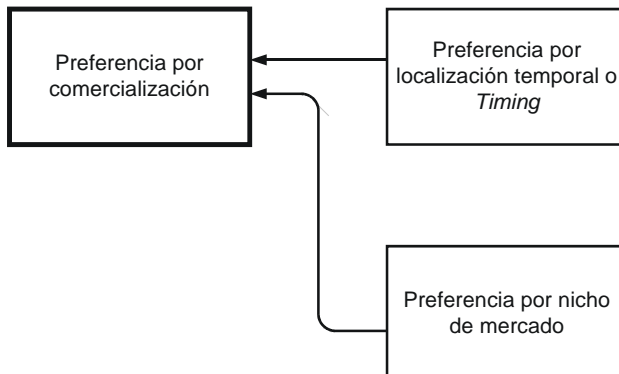 Preferencia por
comercialización
Preferencia por
localización temporal o
Timing
Preferencia por nicho
de mercado